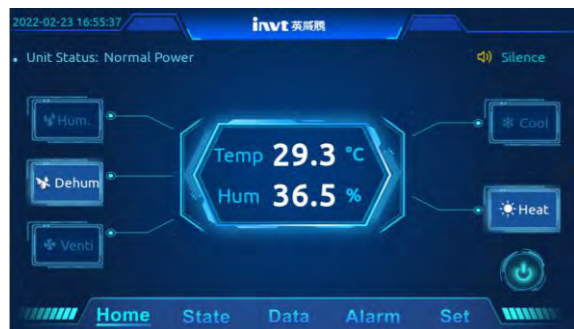 2022-02-23 16:55:37
invt 英威腾
Unit Status: Normal Power
Silence
Hum.
Cool
Temp 29.3 °C
Dehum
Hum 36.5 %
Heat
Venti
Home State Data Alarm Set